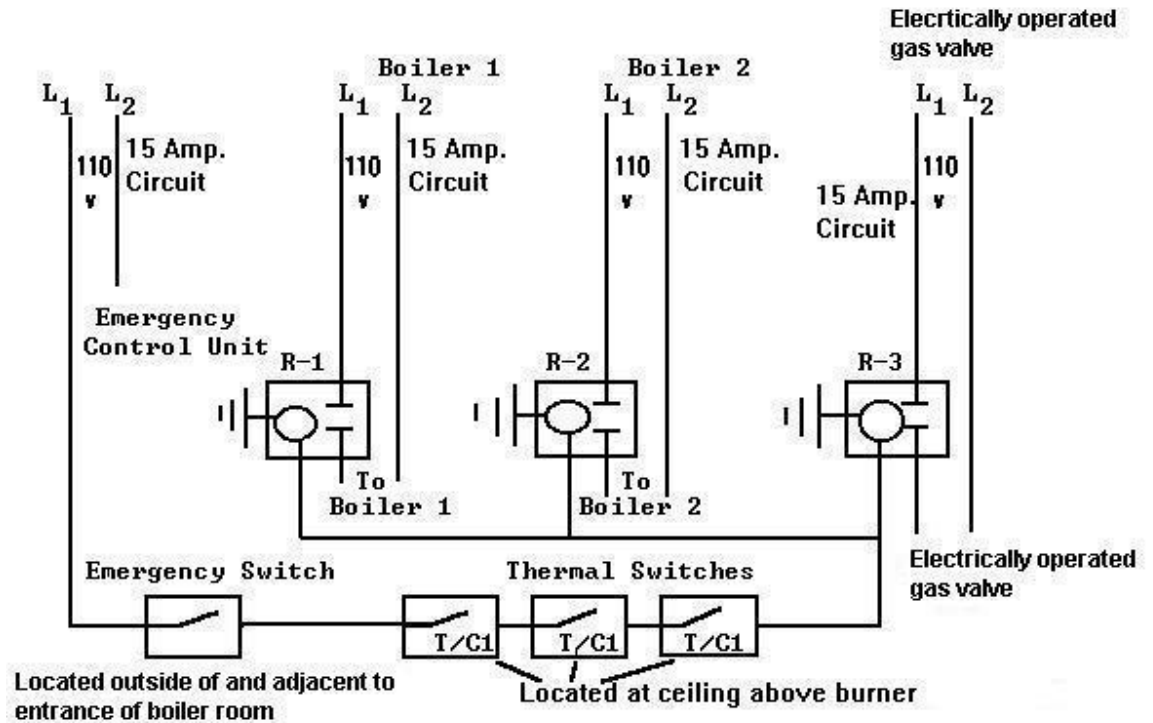 Elecrtically operated
gas valve
Boiler 1
Boiler 2
L1 L2
L1 L2
L1 L2
L1 L2
110
v
15 Amp.
Circuit
110
v
15 Amp.
Circuit
110
v
15 Amp.
Circuit
15 Amp.
Circuit
110
v
Emergency
Control Unit
R-1
R-2
R-3
To
Boiler 1
To
Boiler 2
Electrically operated
gas valve
Emergency Switch
Thermal Switches
T/C1
T/C1
T/C1
Located outside of and adjacent to
entrance of boiler room
Located at ceiling above burner